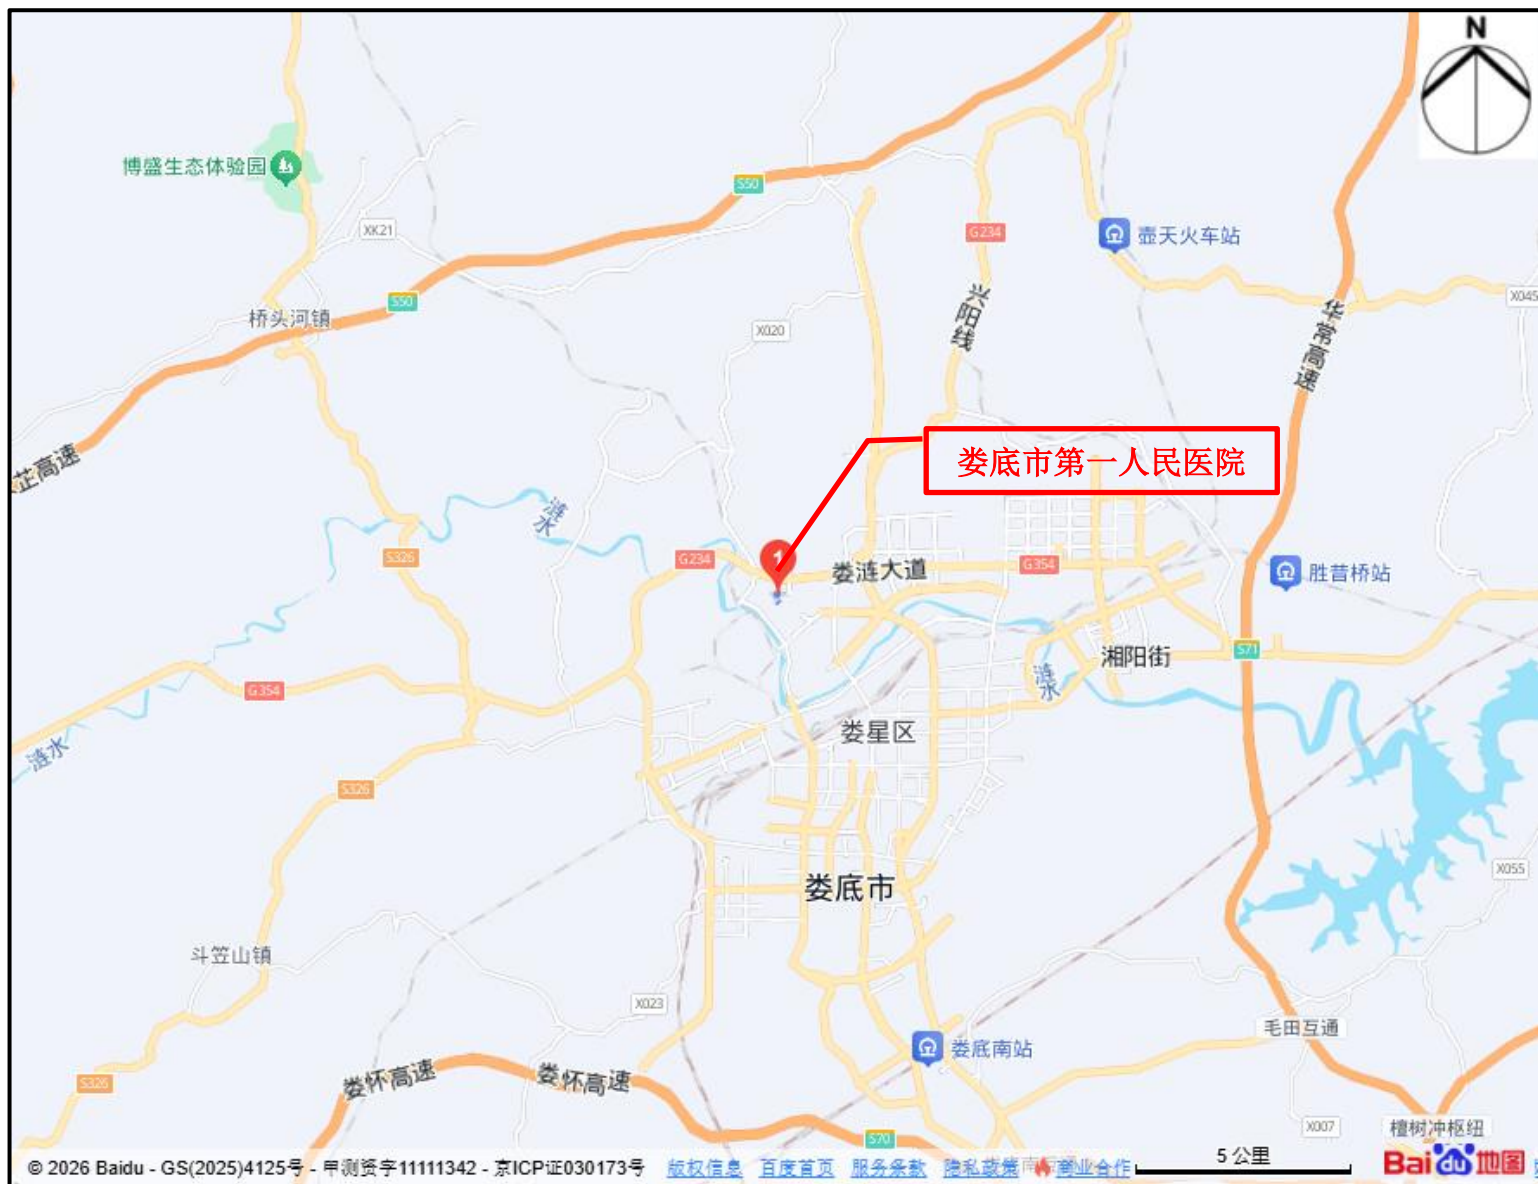 N
博盛生态体验园
S50
XK21
G234
壶天火车站
S50
X045
桥头河镇
X020
兴阳线
华常高速
娄底市第一人民医院
芷高速
涟水
S326
G234
1
娄涟大道
G354
胜昔桥站
湘阳街
S71
G354
涟水
娄星区
涟水
S326
X055
娄底市
斗笠山镇
X023
毛田互通
娄底南站
S326
娄怀高速
娄怀高速
X007
檀树冲枢纽
S70
© 2026 Baidu - GS(2025)4125号 - 甲测资字11111342 - 京ICP证030173号 版权信息 百度首页 服务条款 隐私政策 商业合作
5 公里
Bai du 地图